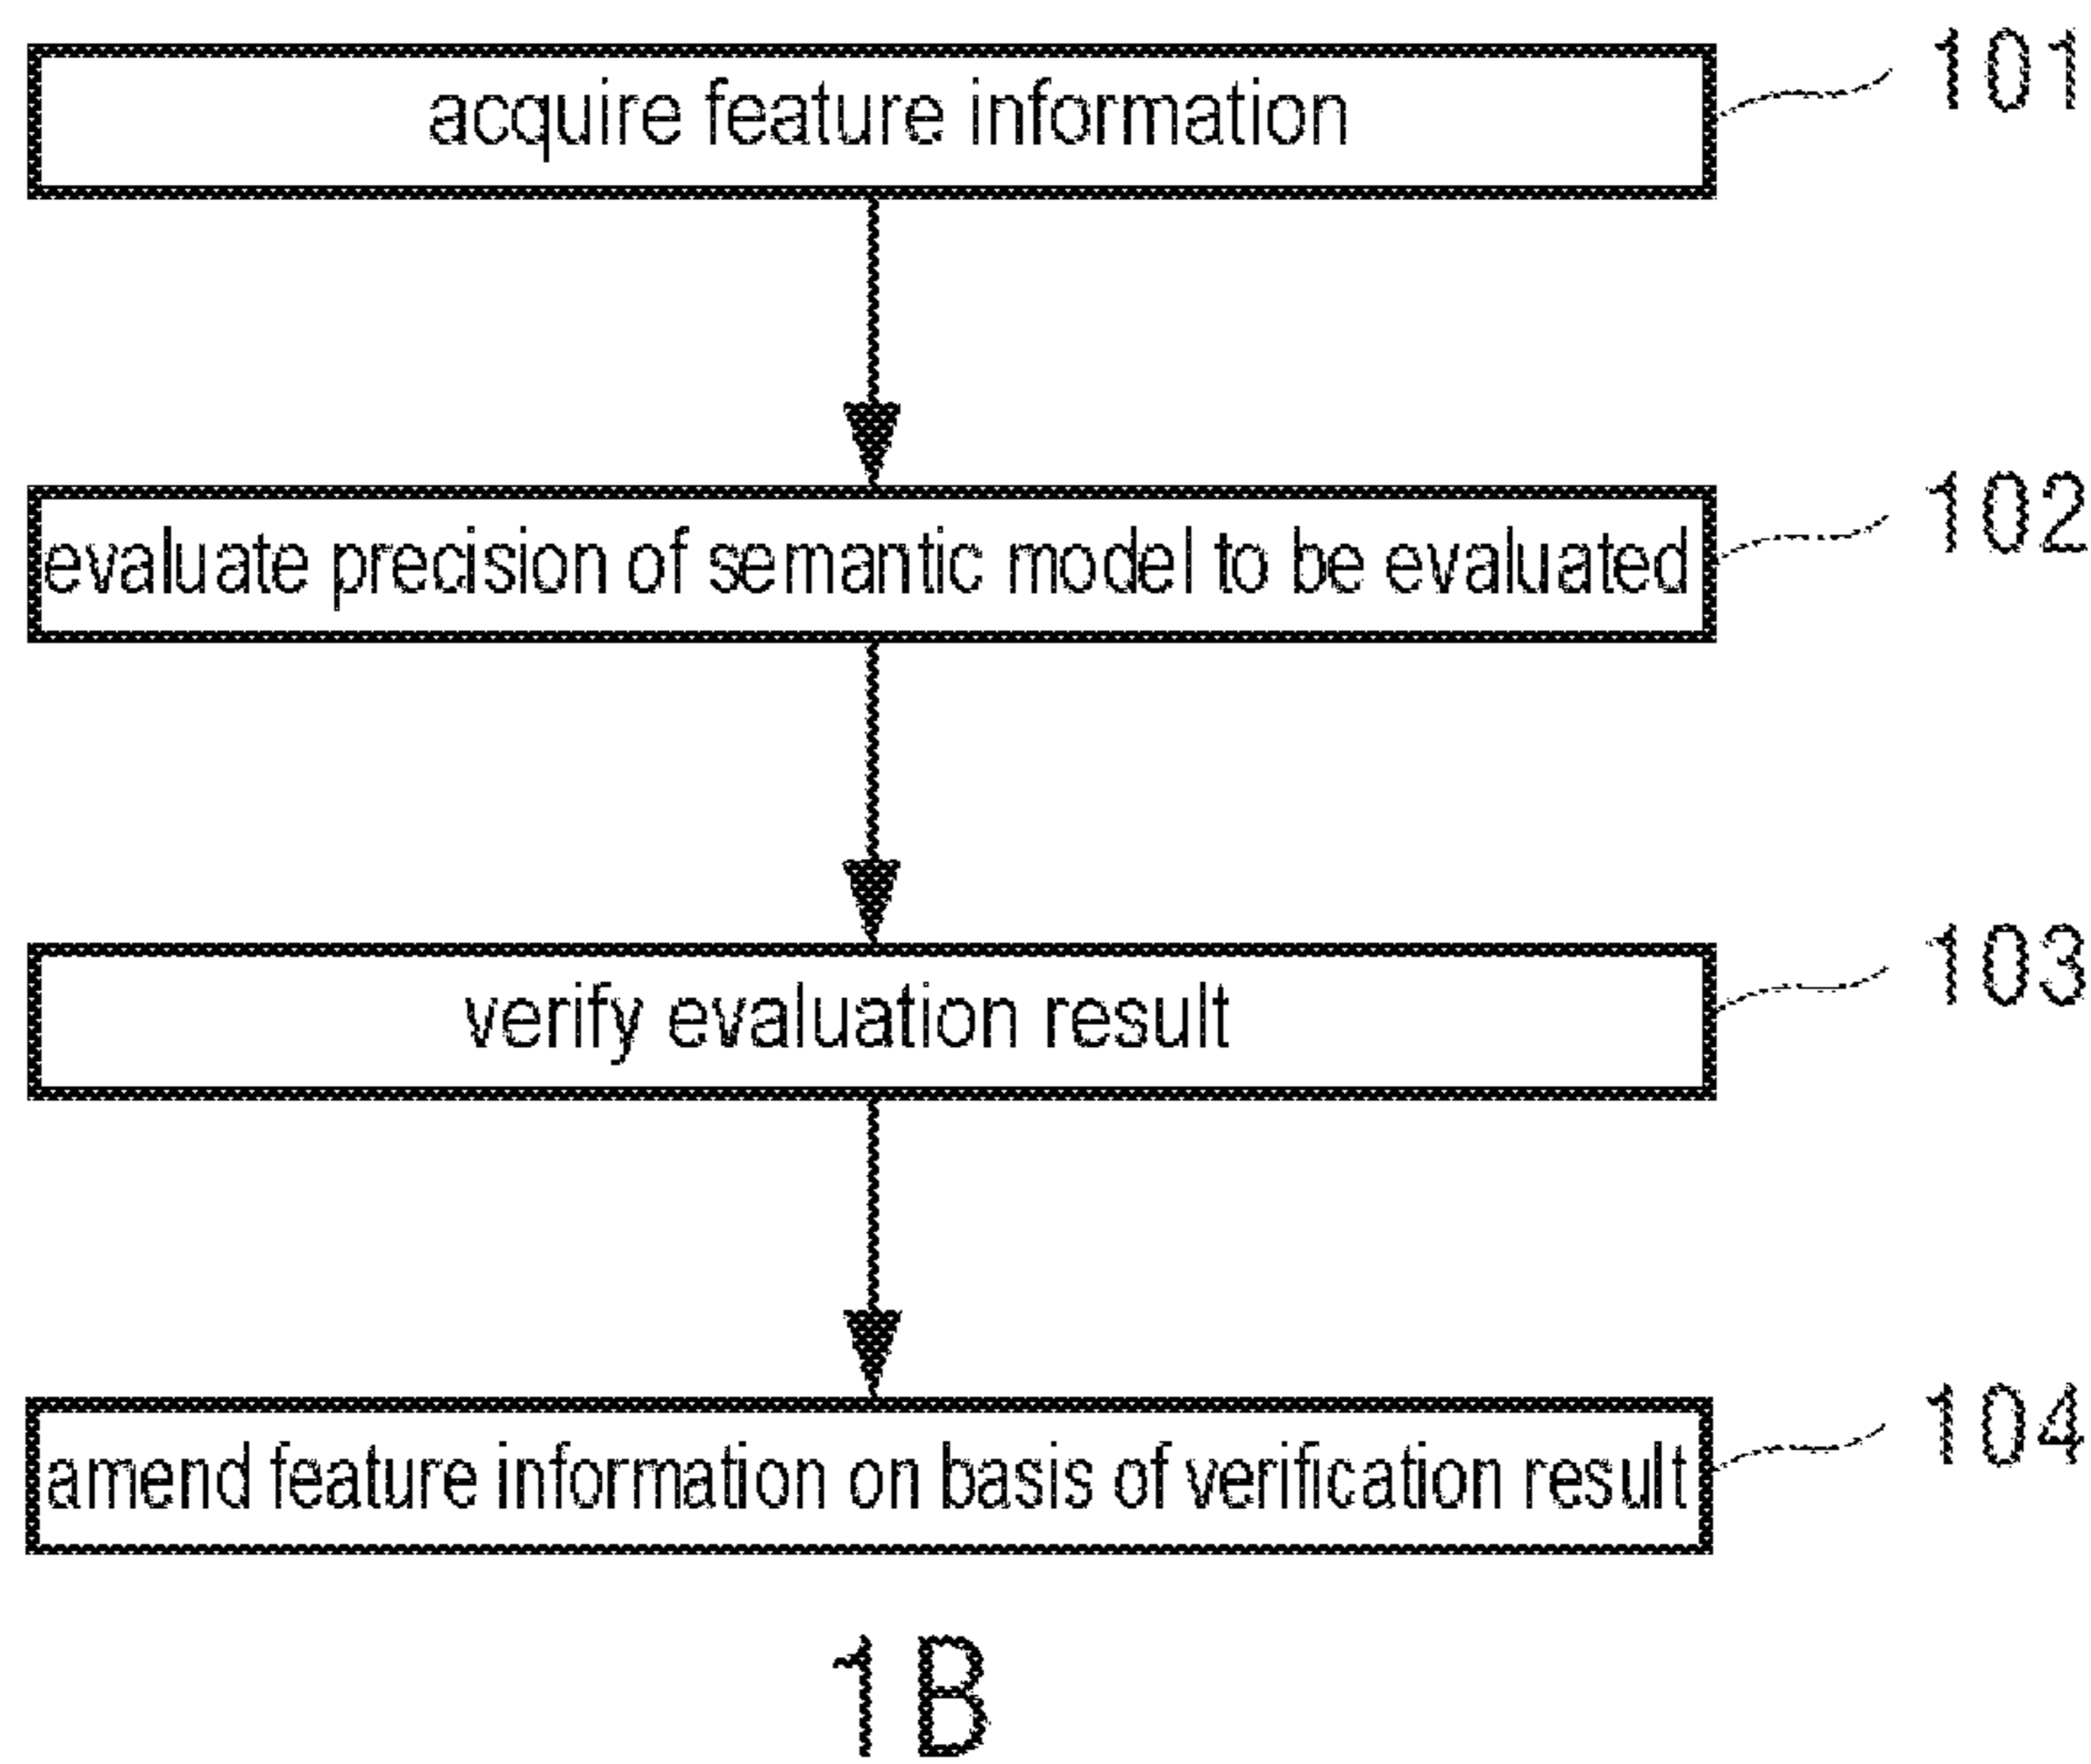 acquire feature information
101
evaluate precision of semantic model to be evaluated
102
verify evaluation result
103
amend feature information on basis of verification result
104
1B